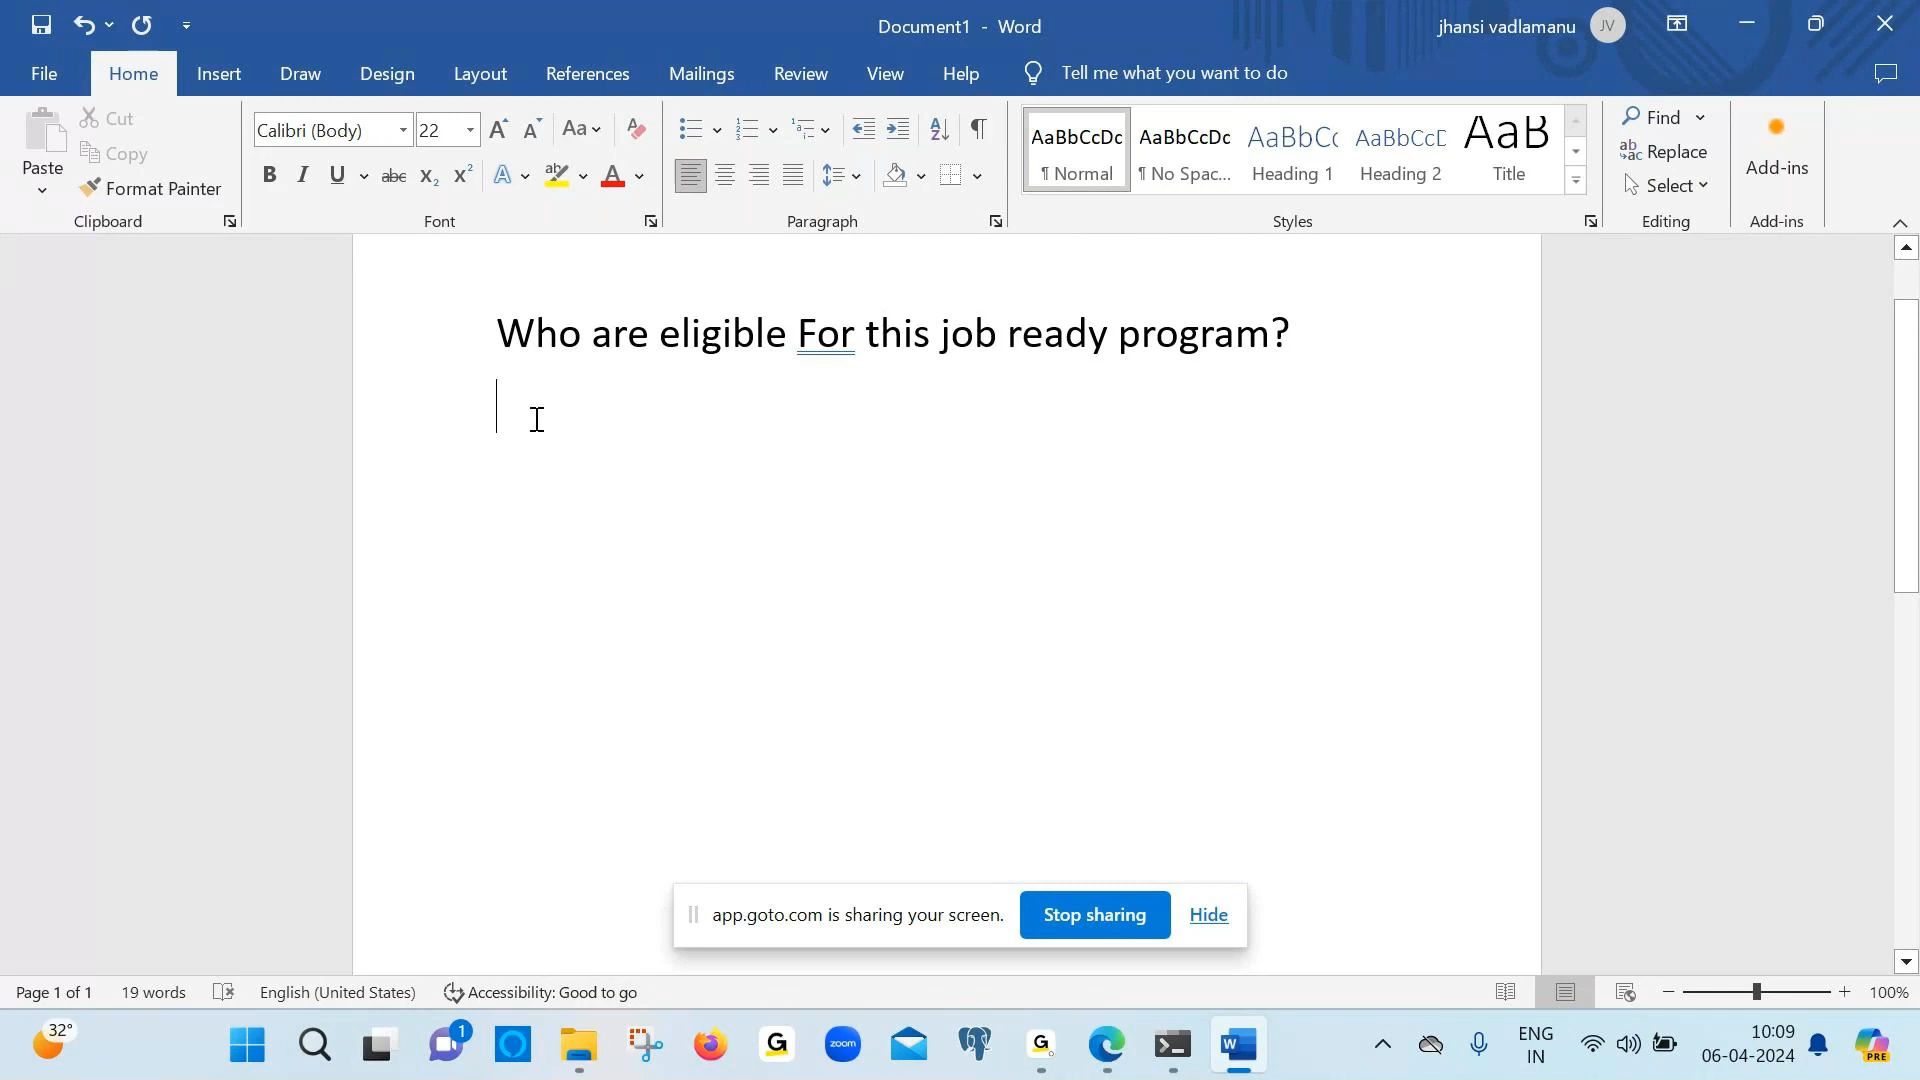 Document1 - Word
jhansi vadlamanu
JV
File Home Insert Draw Design Layout References Mailings Review View Help Tell me what you want to do
Paste
Cut
Copy
Format Painter
Clipboard
Calibri (Body) 22
Font
Paragraph
AaBbCcDc AaBbCcDc AaBbCc AaBbCcD AaB
¶ Normal ¶ No Spac... Heading 1 Heading 2 Title
Styles
Find
Replace
Select
Editing
Add-ins
Add-ins
Who are eligible For this job ready program?
app.goto.com is sharing your screen. Stop sharing Hide
Page 1 of 1 19 words English (United States) Accessibility: Good to go 100%
32°
1
zoom
ENG
IN
10:09
06-04-2024
PRE